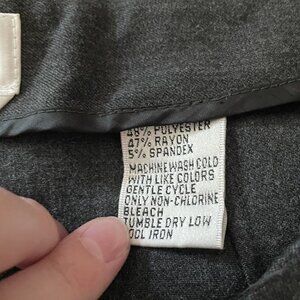 48% POLYESTER
47% RAYON
5% SPANDEX
MACHINE WASH COLD
WITH LIKE COLORS
GENTLE CYCLE
ONLY NON-CHLORINE
BLEACH
TUMBLE DRY LOW
OOL IRON